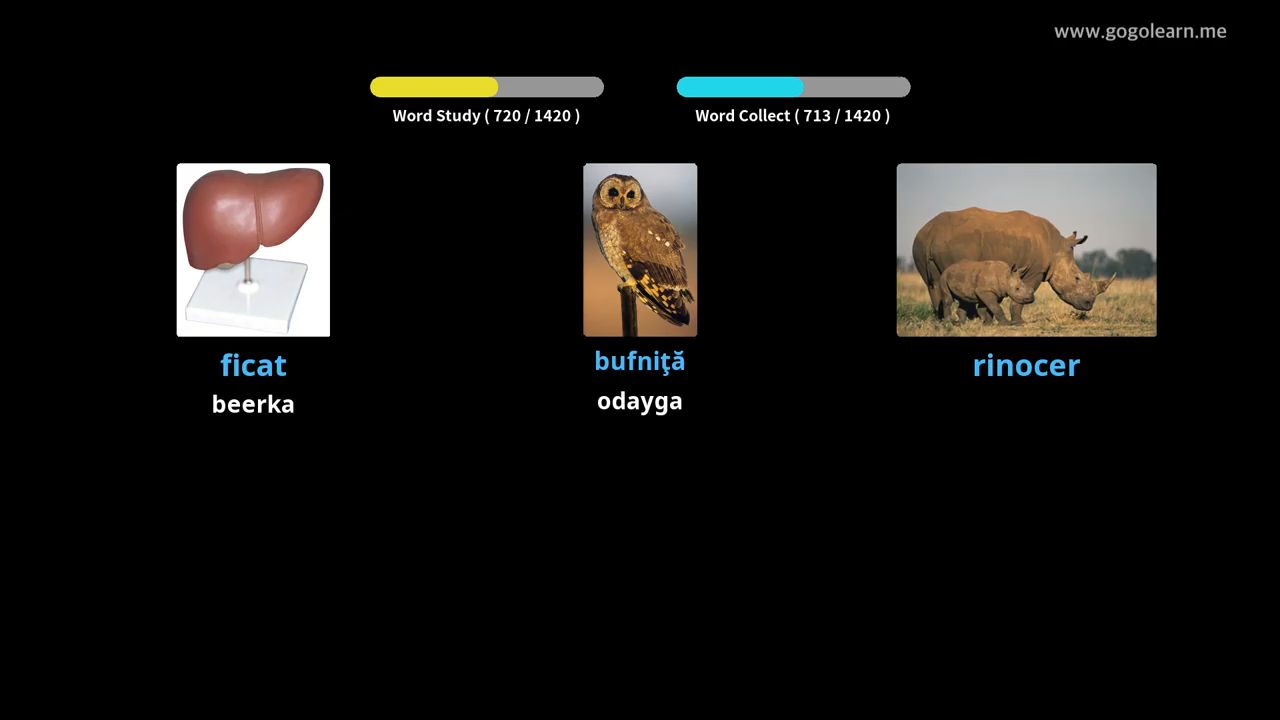 www.gogolearn.me
Word Study ( 720 / 1420 )
Word Collect ( 713 / 1420 )
ficat
beerka
bufniţă
odayga
rinocer